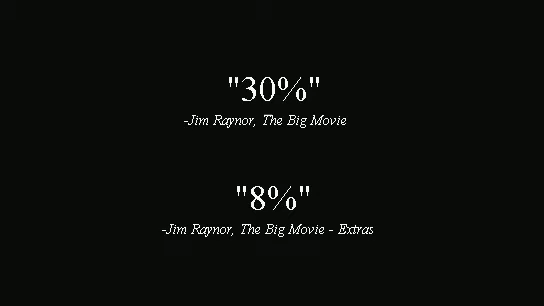 "30%"
-Jim Raynor, The Big Movie
"8%"
-Jim Raynor, The Big Movie - Extras